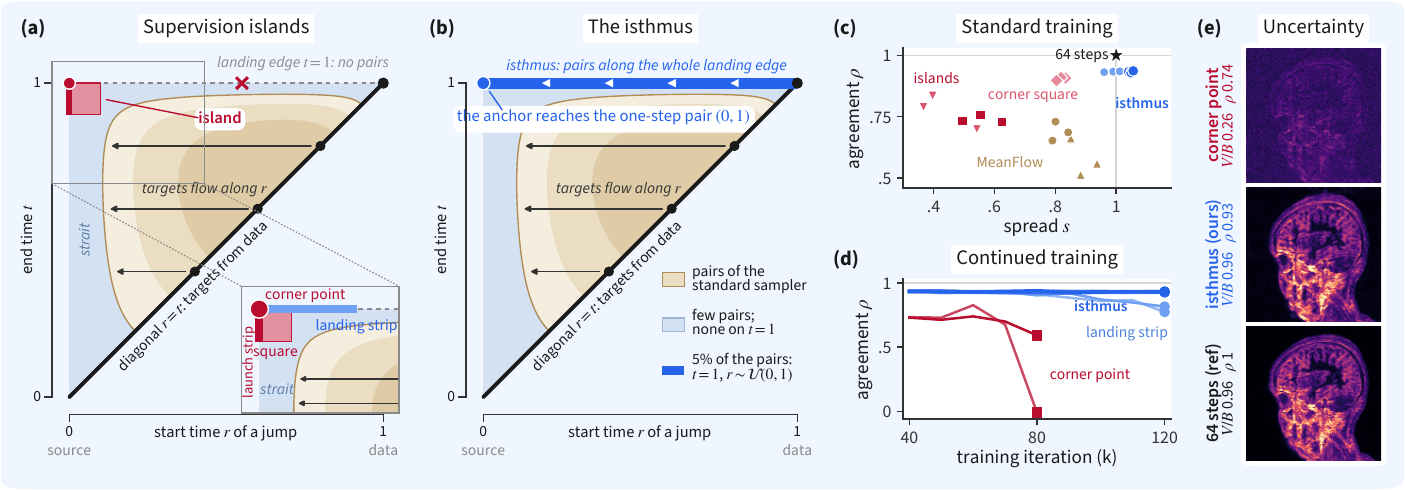 (a) Supervision islands
landing edge t = 1: no pairs
1
island
targets flow along r
strait
end time t
diagonal r = t: targets from data
corner point
launch strip
landing strip
square
strait
0
0
start time r of a jump
1
source
data
(b) The isthmus
isthmus: pairs along the whole landing edge
1
the anchor reaches the one-step pair (0, 1)
targets flow along r
end time t
diagonal r = t: targets from data
pairs of the
standard sampler
few pairs;
none on t = 1
5% of the pairs:
t = 1, r ~ 𝒰(0, 1)
0
0
start time r of a jump
1
source
data
(c) Standard training
1
64 steps
islands
corner square
isthmus
.75
MeanFlow
.5
agreement ρ
.4
.6
.8
1
spread s
(d) Continued training
1
isthmus
landing strip
.5
corner point
0
agreement ρ
40
80
120
training iteration (k)
(e) Uncertainty
corner point
V/B 0.26 ρ 0.74
isthmus (ours)
V/B 0.96 ρ 0.93
64 steps (ref)
V/B 0.96 ρ 1